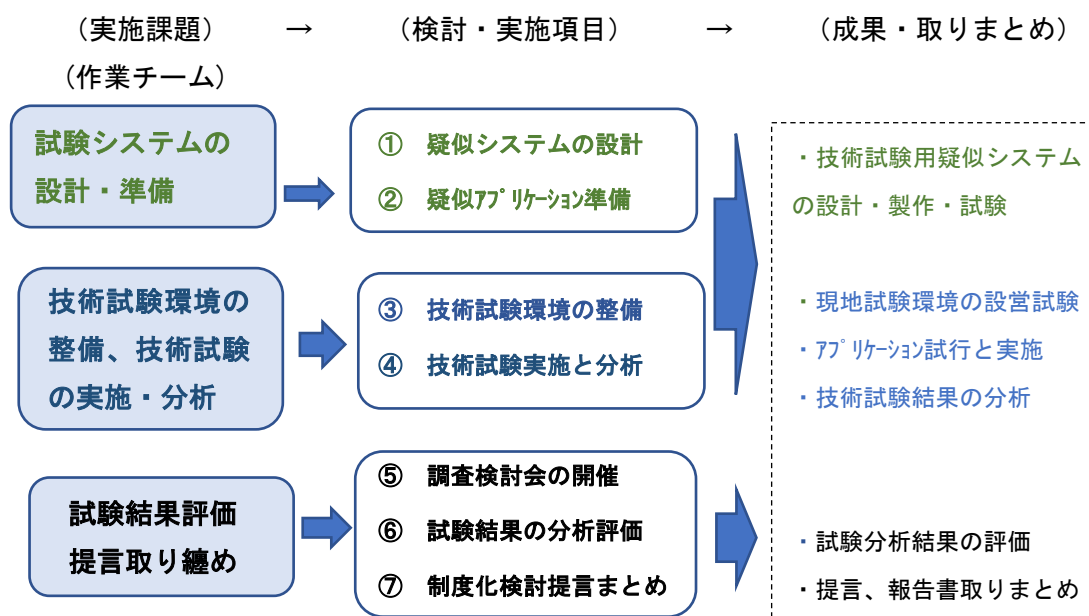 （実施課題） → （検討・実施項目） → （成果・取りまとめ）
（作業チーム）
試験システムの
設計・準備
① 疑似システムの設計
② 疑似ｱﾌﾟﾘｹｰｼｮﾝ準備
・技術試験用疑似システム
の設計・製作・試験
技術試験環境の
整備、技術試験
の実施・分析
③ 技術試験環境の整備
④ 技術試験実施と分析
・現地試験環境の設営試験
・ｱﾌﾟﾘｹｰｼｮﾝ試行と実施
・技術試験結果の分析
試験結果評価
提言取り纏め
⑤ 調査検討会の開催
⑥ 試験結果の分析評価
⑦ 制度化検討提言まとめ
・試験分析結果の評価
・提言、報告書取りまとめ